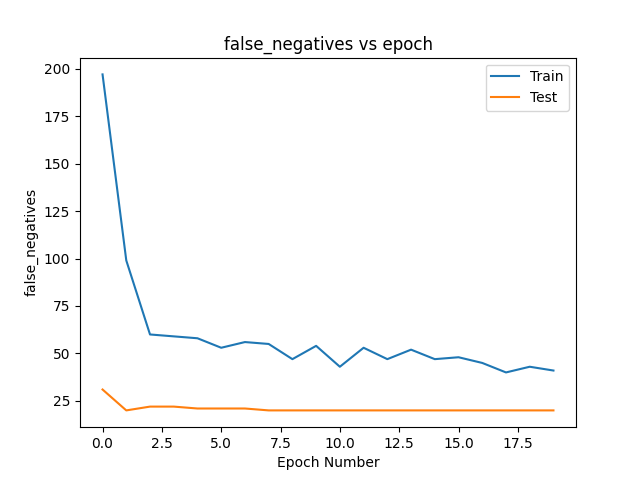 false_negatives vs epoch
Train
Test
false_negatives
200
175
150
125
100
75
50
25
0.0 2.5 5.0 7.5 10.0 12.5 15.0 17.5
Epoch Number